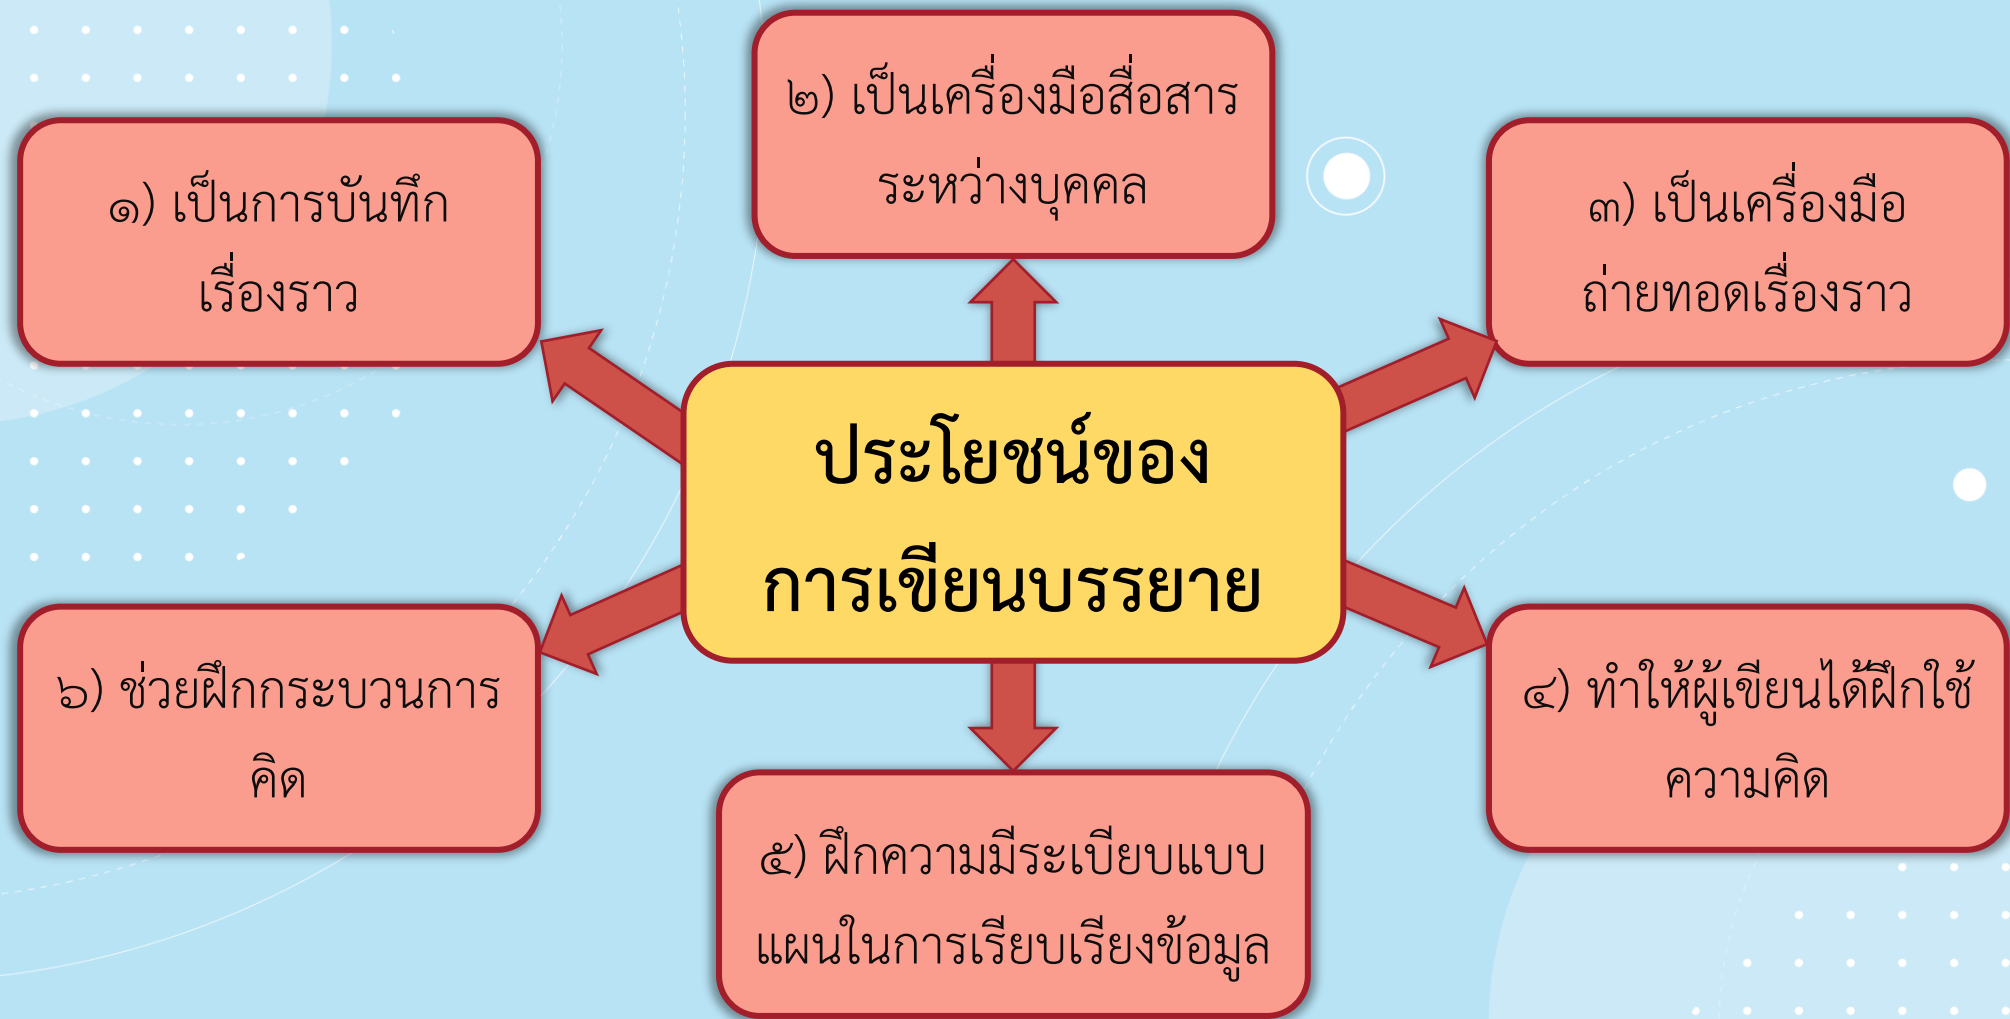 ประโยชน์ของ
การเขียนบรรยาย
๑) เป็นการบันทึก
เรื่องราว
๒) เป็นเครื่องมือสื่อสาร
ระหว่างบุคคล
๓) เป็นเครื่องมือ
ถ่ายทอดเรื่องราว
๔) ทำให้ผู้เขียนได้ฝึกใช้
ความคิด
๕) ฝึกความมีระเบียบแบบ
แผนในการเรียบเรียงข้อมูล
๖) ช่วยฝึกกระบวนการ
คิด